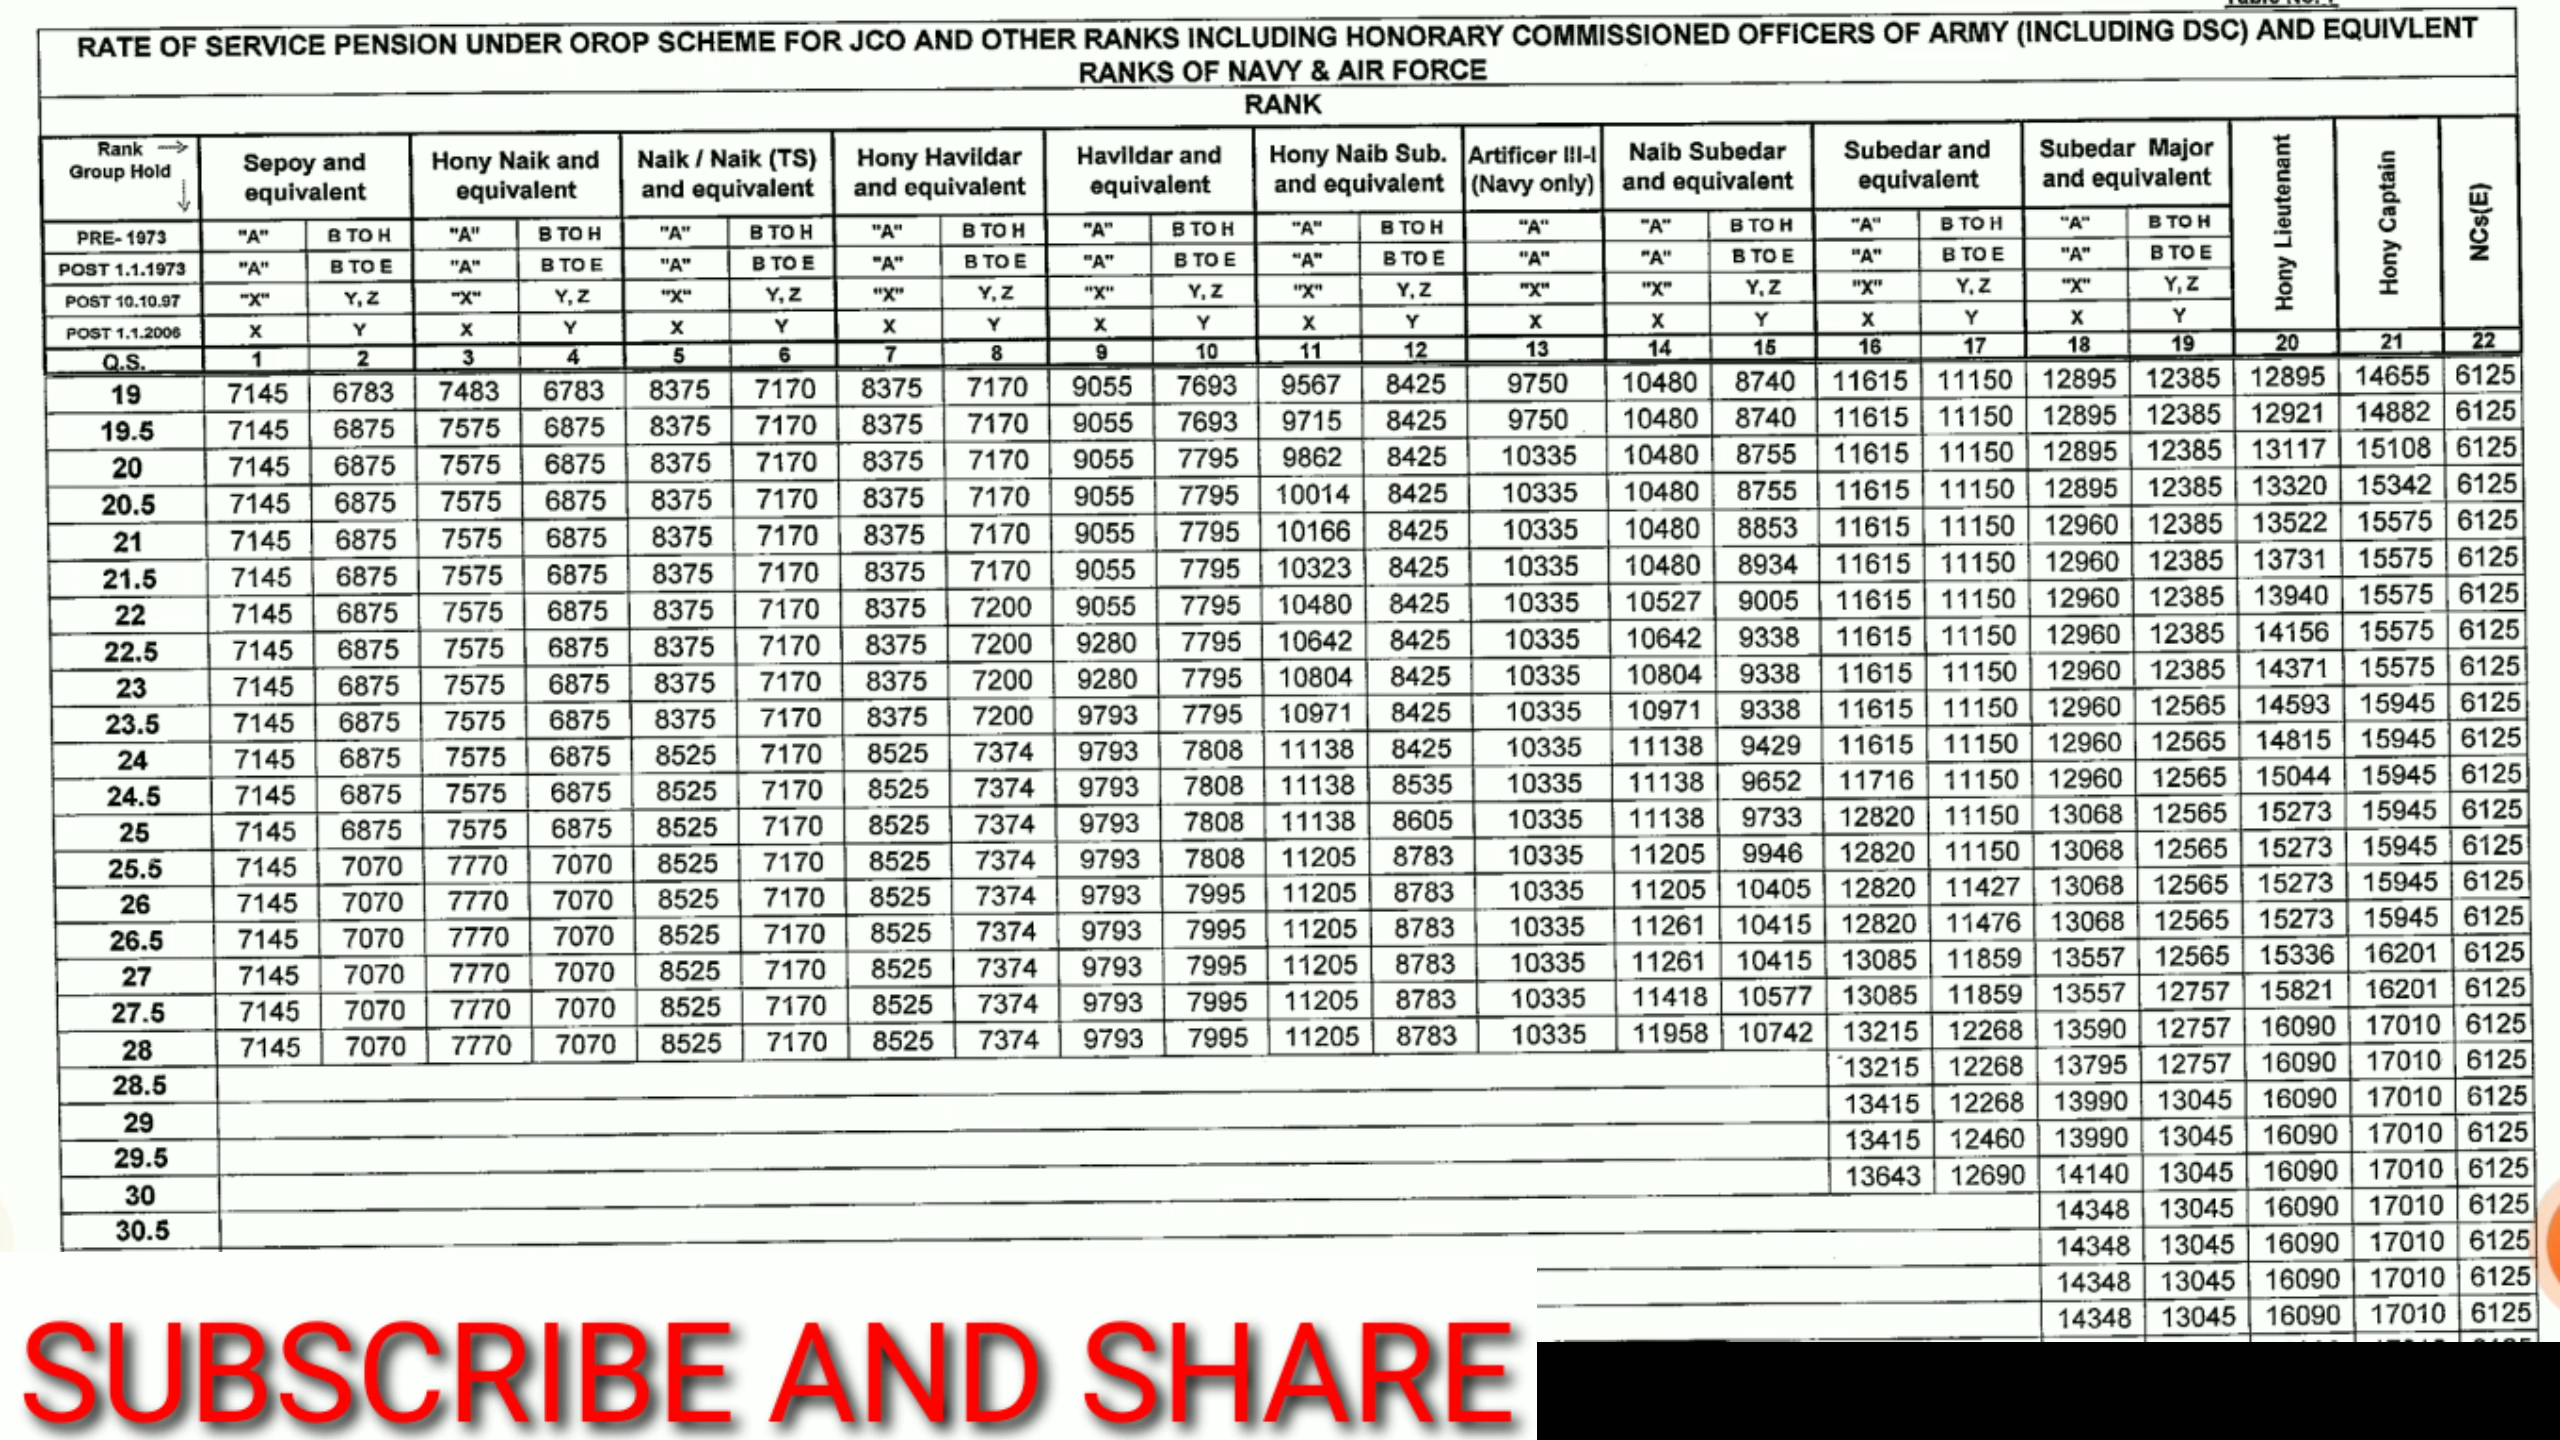 RATE OF SERVICE PENSION UNDER OROP SCHEME FOR JCO AND OTHER RANKS INCLUDING HONORARY COMMISSIONED OFFICERS OF ARMY (INCLUDING DSC) AND EQUIVLENT
RANKS OF NAVY & AIR FORCE
RANK
Rank → Group Hold ↓ Sepoy and equivalent Hony Naik and equivalent Naik / Naik (TS) and equivalent Hony Havildar and equivalent Havildar and equivalent Hony Naib Sub. and equivalent Artificer III-I (Navy only) Naib Subedar and equivalent Subedar and equivalent Subedar Major and equivalent Hony Lieutenant Hony Captain NCs(E)
PRE- 1973 "A" B TO H "A" B TO H "A" B TO H "A" B TO H "A" B TO H "A" B TO H "A" "A" B TO H "A" B TO H "A" B TO H
POST 1.1.1973 "A" B TO E "A" B TO E "A" B TO E "A" B TO E "A" B TO E "A" B TO E "A" "A" B TO E "A" B TO E "A" B TO E
POST 10.10.97 "X" Y, Z "X" Y, Z "X" Y, Z "X" Y, Z "X" Y, Z "X" Y, Z "X" "X" Y, Z "X" Y, Z "X" Y, Z
POST 1.1.2006 X Y X Y X Y X Y X Y X Y X X Y X Y X Y
Q.S. 1 2 3 4 5 6 7 8 9 10 11 12 13 14 15 16 17 18 19 20 21 22
19 7145 6783 7483 6783 8375 7170 8375 7170 9055 7693 9567 8425 9750 10480 8740 11615 11150 12895 12385 12895 14655 6125
19.5 7145 6875 7575 6875 8375 7170 8375 7170 9055 7693 9715 8425 9750 10480 8740 11615 11150 12895 12385 12921 14882 6125
20 7145 6875 7575 6875 8375 7170 8375 7170 9055 7795 9862 8425 10335 10480 8755 11615 11150 12895 12385 13117 15108 6125
20.5 7145 6875 7575 6875 8375 7170 8375 7170 9055 7795 10014 8425 10335 10480 8755 11615 11150 12895 12385 13320 15342 6125
21 7145 6875 7575 6875 8375 7170 8375 7170 9055 7795 10166 8425 10335 10480 8853 11615 11150 12960 12385 13522 15575 6125
21.5 7145 6875 7575 6875 8375 7170 8375 7170 9055 7795 10323 8425 10335 10480 8934 11615 11150 12960 12385 13731 15575 6125
22 7145 6875 7575 6875 8375 7170 8375 7200 9055 7795 10480 8425 10335 10527 9005 11615 11150 12960 12385 13940 15575 6125
22.5 7145 6875 7575 6875 8375 7170 8375 7200 9280 7795 10642 8425 10335 10642 9338 11615 11150 12960 12385 14156 15575 6125
23 7145 6875 7575 6875 8375 7170 8375 7200 9280 7795 10804 8425 10335 10804 9338 11615 11150 12960 12385 14371 15575 6125
23.5 7145 6875 7575 6875 8375 7170 8375 7200 9793 7795 10971 8425 10335 10971 9338 11615 11150 12960 12565 14593 15945 6125
24 7145 6875 7575 6875 8525 7170 8525 7374 9793 7808 11138 8425 10335 11138 9429 11615 11150 12960 12565 14815 15945 6125
24.5 7145 6875 7575 6875 8525 7170 8525 7374 9793 7808 11138 8535 10335 11138 9652 11716 11150 12960 12565 15044 15945 6125
25 7145 6875 7575 6875 8525 7170 8525 7374 9793 7808 11138 8605 10335 11138 9733 12820 11150 13068 12565 15273 15945 6125
25.5 7145 7070 7770 7070 8525 7170 8525 7374 9793 7808 11205 8783 10335 11205 9946 12820 11150 13068 12565 15273 15945 6125
26 7145 7070 7770 7070 8525 7170 8525 7374 9793 7995 11205 8783 10335 11205 10405 12820 11427 13068 12565 15273 15945 6125
26.5 7145 7070 7770 7070 8525 7170 8525 7374 9793 7995 11205 8783 10335 11261 10415 12820 11476 13068 12565 15273 15945 6125
27 7145 7070 7770 7070 8525 7170 8525 7374 9793 7995 11205 8783 10335 11261 10415 13085 11859 13557 12565 15336 16201 6125
27.5 7145 7070 7770 7070 8525 7170 8525 7374 9793 7995 11205 8783 10335 11418 10577 13085 11859 13557 12757 15821 16201 6125
28 7145 7070 7770 7070 8525 7170 8525 7374 9793 7995 11205 8783 10335 11958 10742 13215 12268 13590 12757 16090 17010 6125
28.5 13215 12268 13795 12757 16090 17010 6125
29 13415 12268 13990 13045 16090 17010 6125
29.5 13415 12460 13990 13045 16090 17010 6125
30 13643 12690 14140 13045 16090 17010 6125
30.5 14348 13045 16090 17010 6125
14348 13045 16090 17010 6125
14348 13045 16090 17010 6125
14348 13045 16090 17010 6125
SUBSCRIBE AND SHARE